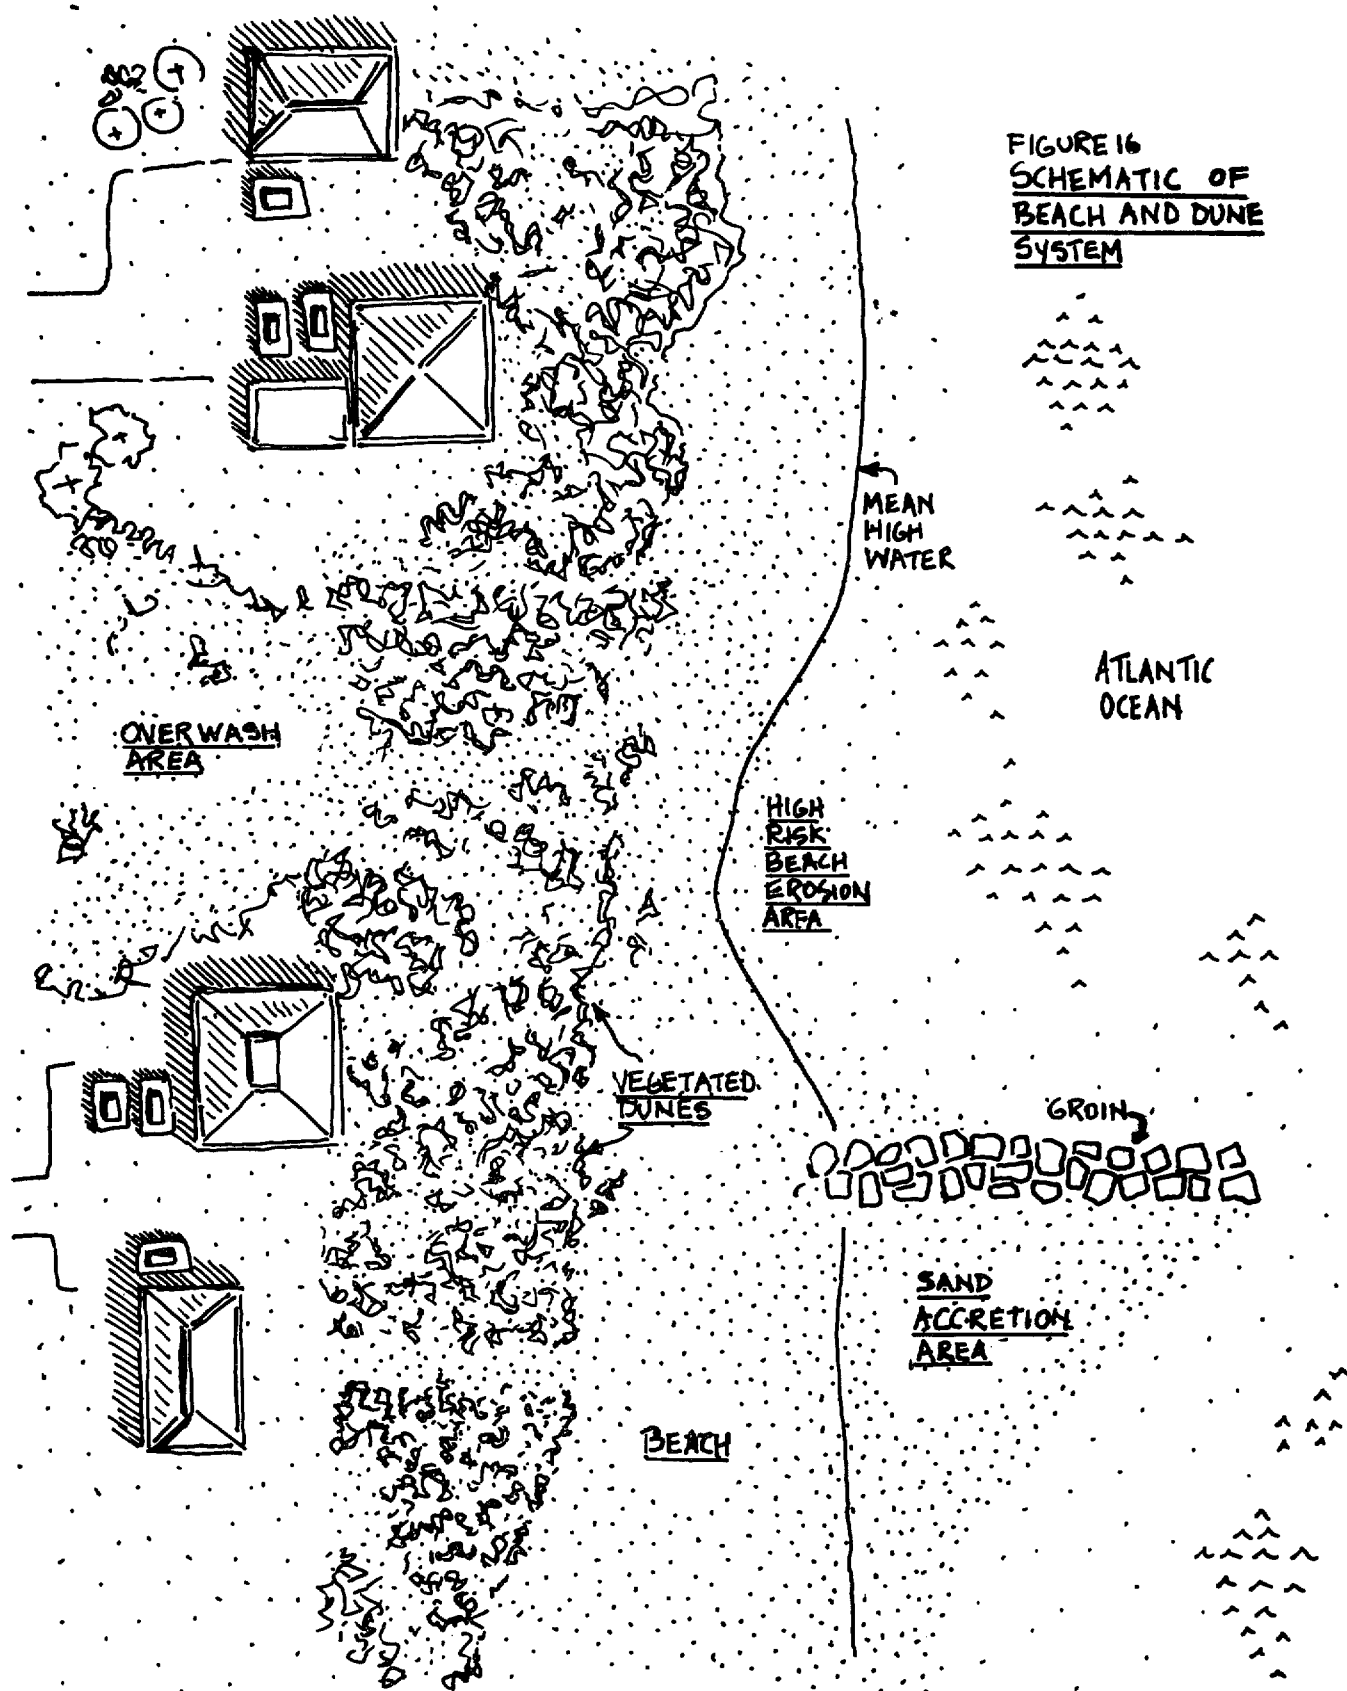 FIGURE 16
SCHEMATIC OF
BEACH AND DUNE
SYSTEM
MEAN
HIGH
WATER
ATLANTIC
OCEAN
OVERWASH
AREA
HIGH
RISK
BEACH
EROSION
AREA
VEGETATED
DUNES
GROIN
SAND
ACCRETION
AREA
BEACH